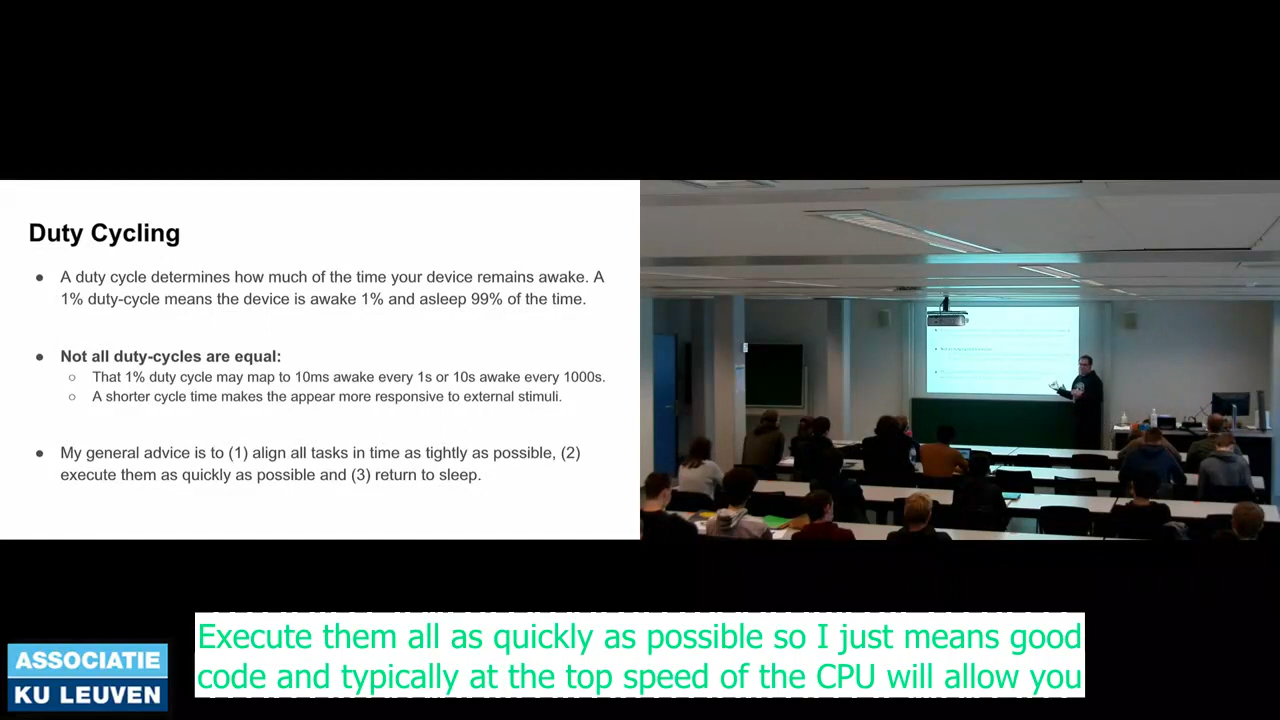 Duty Cycling
● A duty cycle determines how much of the time your device remains awake. A
1% duty-cycle means the device is awake 1% and asleep 99% of the time.
● Not all duty-cycles are equal:
○ That 1% duty cycle may map to 10ms awake every 1s or 10s awake every 1000s.
○ A shorter cycle time makes the appear more responsive to external stimuli.
● My general advice is to (1) align all tasks in time as tightly as possible, (2)
execute them as quickly as possible and (3) return to sleep.
Execute them all as quickly as possible so I just means good
code and typically at the top speed of the CPU will allow you
ASSOCIATIE
KU LEUVEN